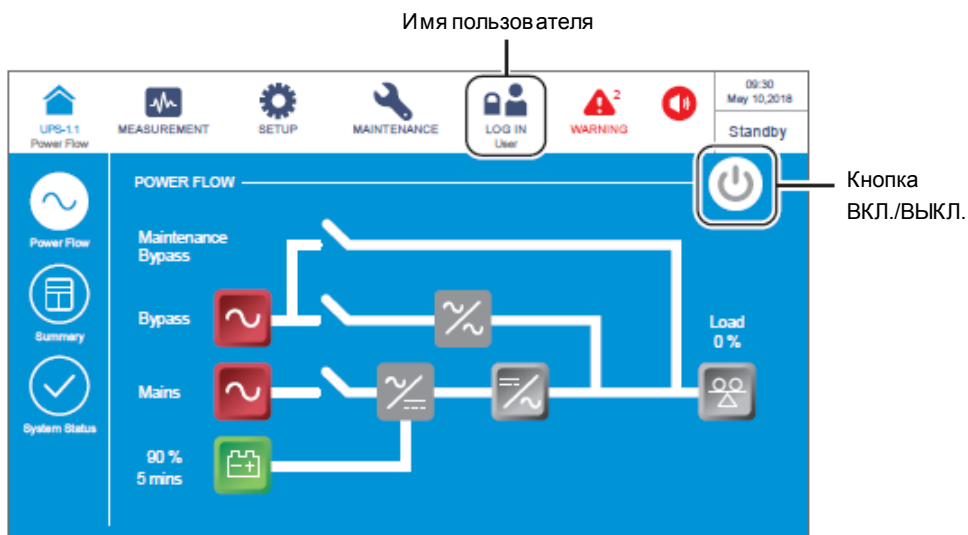 Имя пользователя
09:30
May 10,2018
UPS-1.1
Power Flow
MEASUREMENT
SETUP
MAINTENANCE
LOG IN
User
WARNING
2
Standby
POWER FLOW
Кнопка
ВКЛ./ВЫКЛ.
Power Flow
Maintenance
Bypass
Summary
Bypass
Load
0 %
System Status
Mains
90 %
5 mins